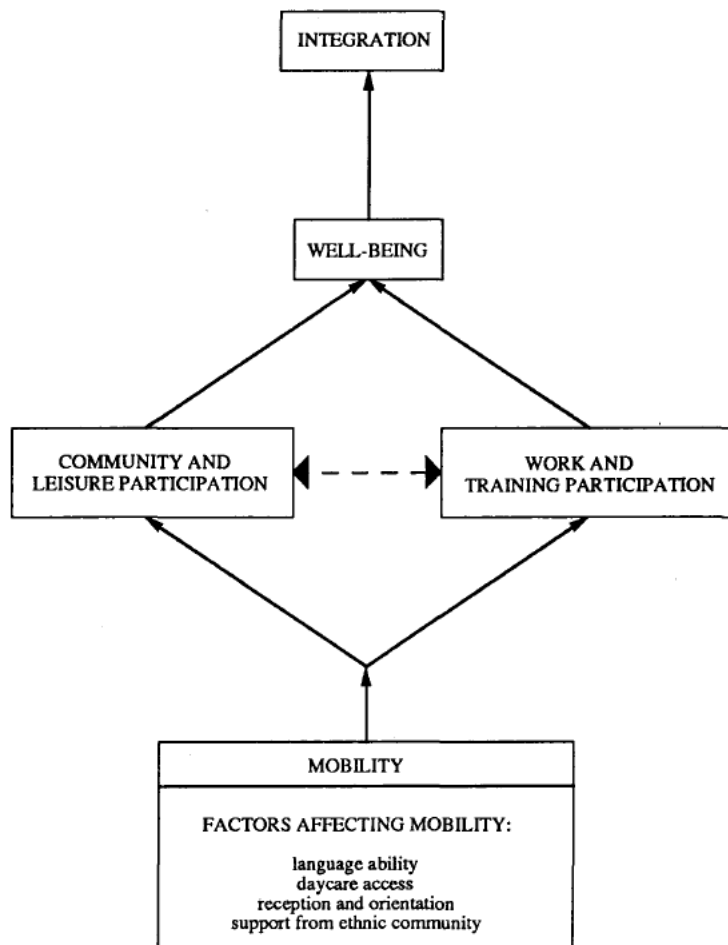 INTEGRATION
WELL-BEING
COMMUNITY AND
LEISURE PARTICIPATION
WORK AND
TRAINING PARTICIPATION
MOBILITY
FACTORS AFFECTING MOBILITY:
language ability
daycare access
reception and orientation
support from ethnic community